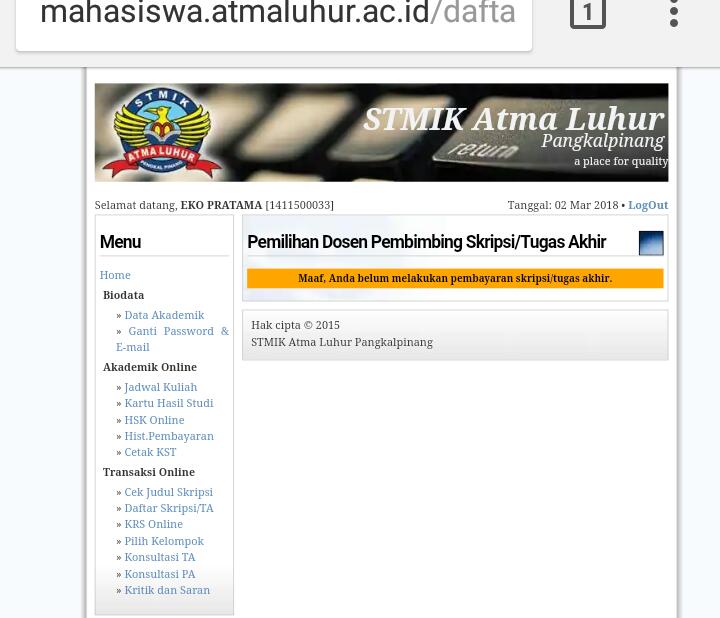 mahasiswa.atmaluhur.ac.id/dafta
1
STMIK
ATMA LUHUR
PANGKAL PINANG
STMIK Atma Luhur
Pangkalpinang
return
a place for quality
Selamat datang, EKO PRATAMA [1411500033]
Tanggal: 02 Mar 2018 • LogOut
Menu
Home
Biodata
» Data Akademik
» Ganti Password &
E-mail
Akademik Online
» Jadwal Kuliah
» Kartu Hasil Studi
» HSK Online
» Hist.Pembayaran
» Cetak KST
Transaksi Online
» Cek Judul Skripsi
» Daftar Skripsi/TA
» KRS Online
» Pilih Kelompok
» Konsultasi TA
» Konsultasi PA
» Kritik dan Saran
Pemilihan Dosen Pembimbing Skripsi/Tugas Akhir
Maaf, Anda belum melakukan pembayaran skripsi/tugas akhir.
Hak cipta © 2015
STMIK Atma Luhur Pangkalpinang